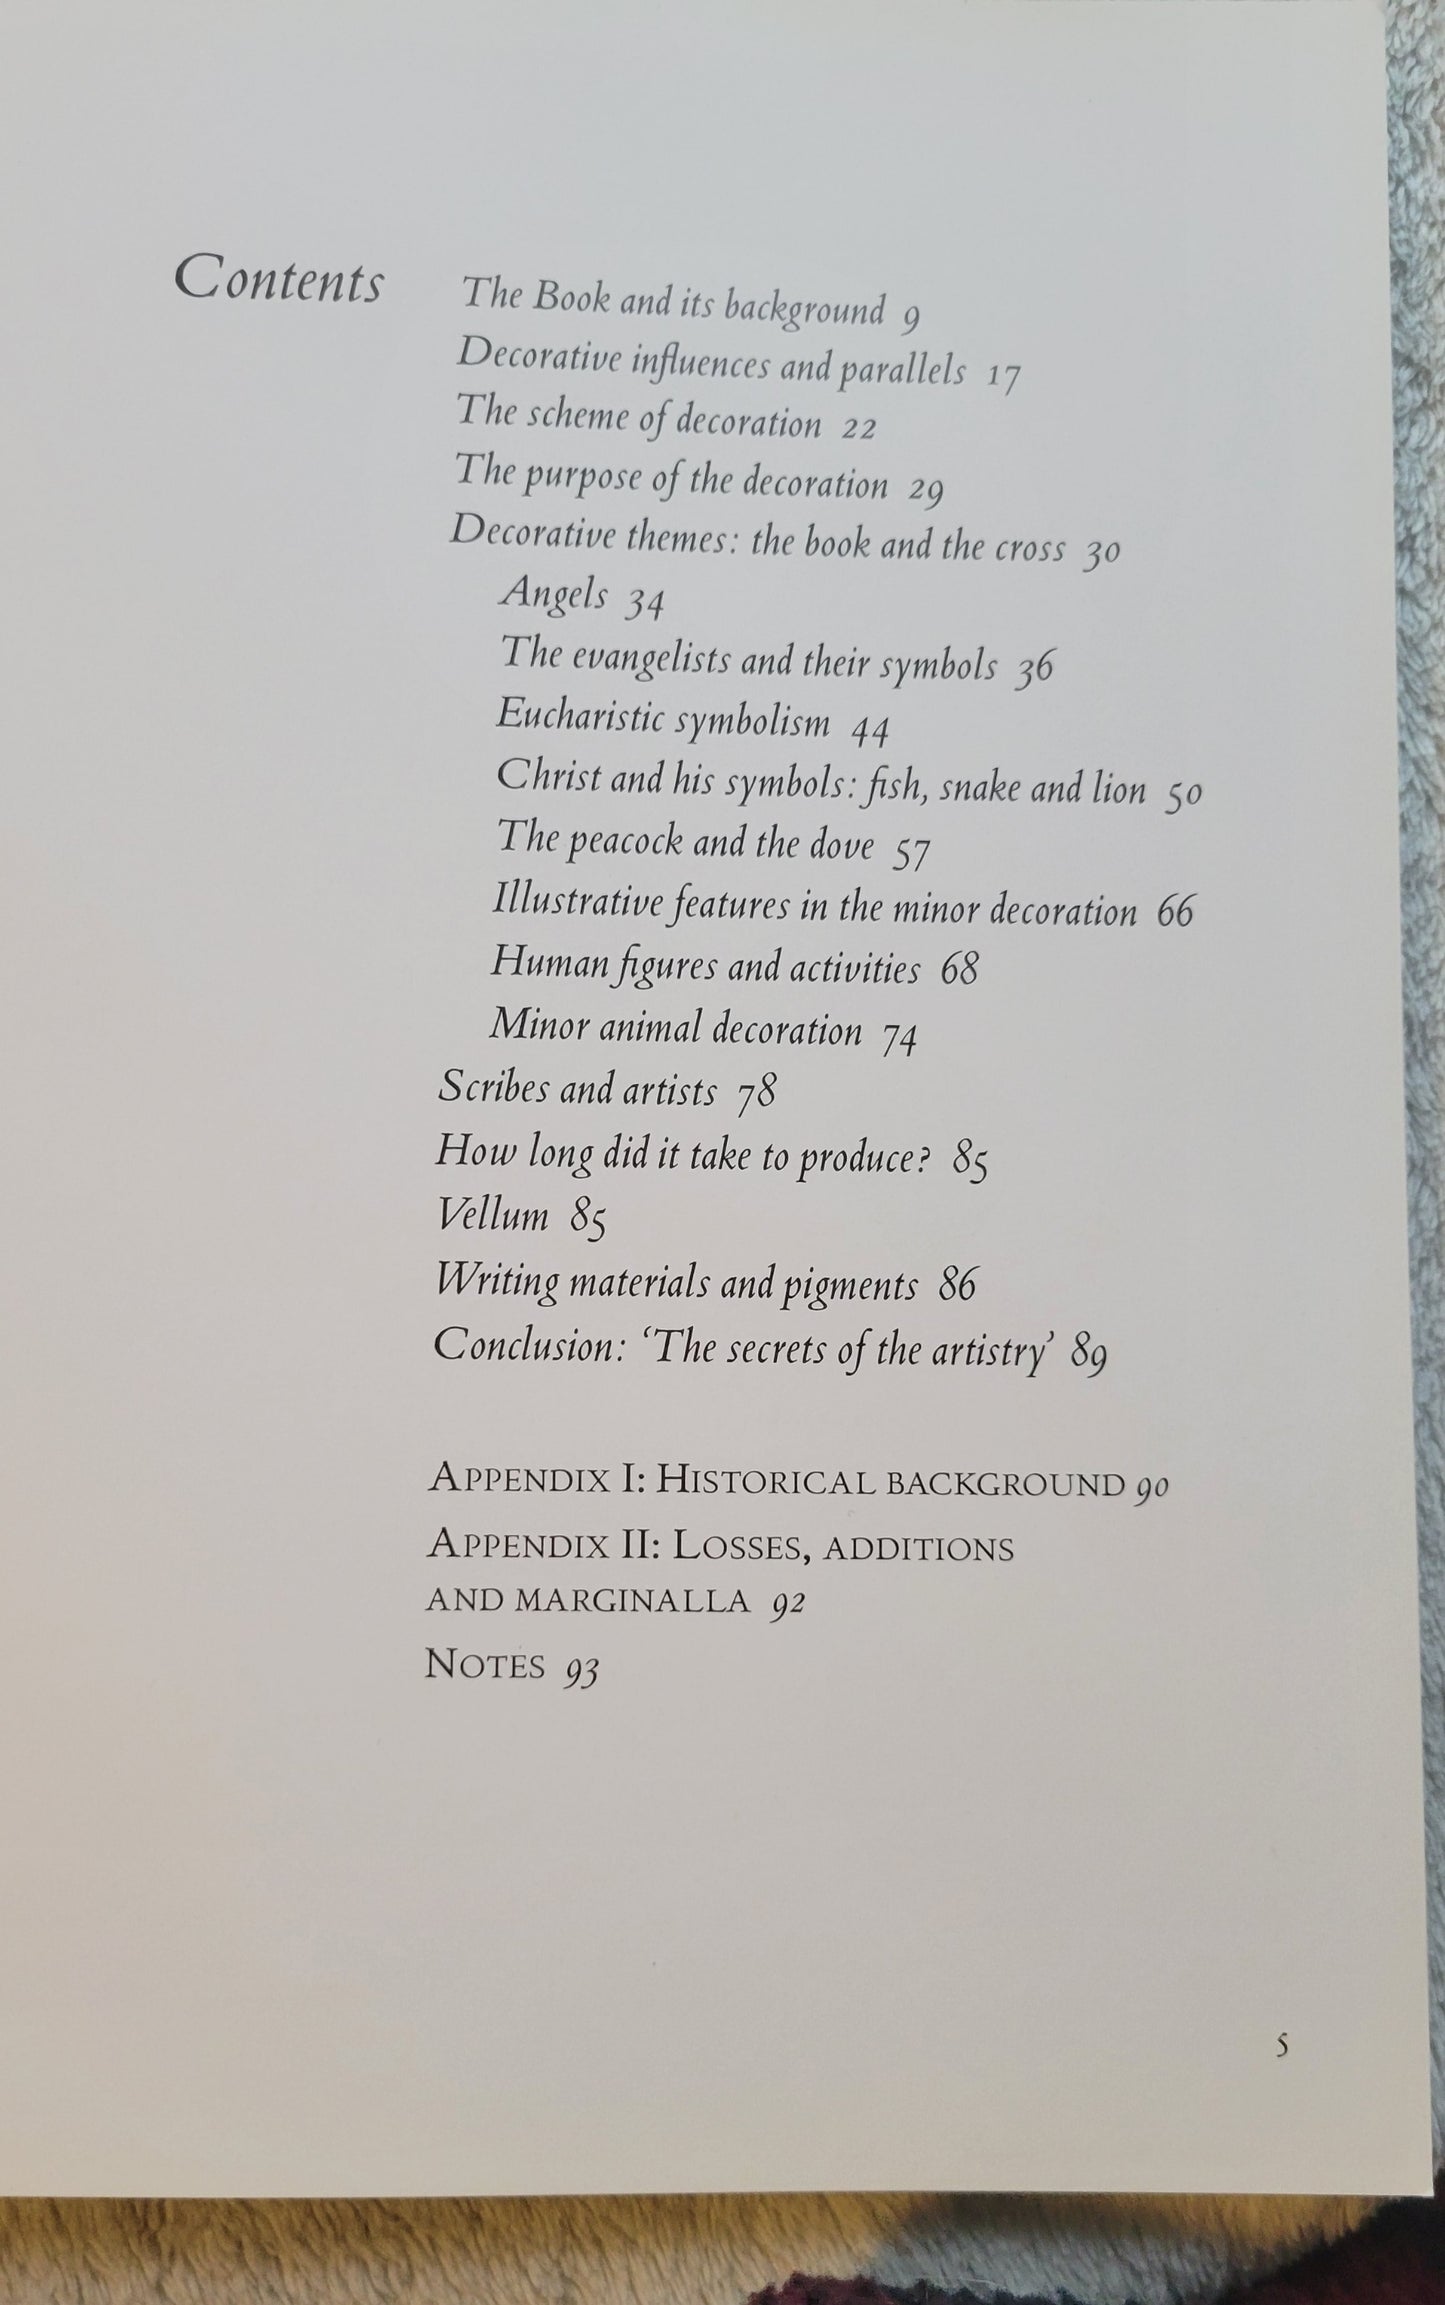 Contents
The Book and its background 9
Decorative influences and parallels 17
The scheme of decoration 22
The purpose of the decoration 29
Decorative themes: the book and the cross 30
Angels 34
The evangelists and their symbols 36
Eucharistic symbolism 44
Christ and his symbols: fish, snake and lion 50
The peacock and the dove 57
Illustrative features in the minor decoration 66
Human figures and activities 68
Minor animal decoration 74
Scribes and artists 78
How long did it take to produce? 85
Vellum 85
Writing materials and pigments 86
Conclusion: ‘The secrets of the artistry’ 89
APPENDIX I: HISTORICAL BACKGROUND 90
APPENDIX II: LOSSES, ADDITIONS
AND MARGINALLA 92
NOTES 93
5